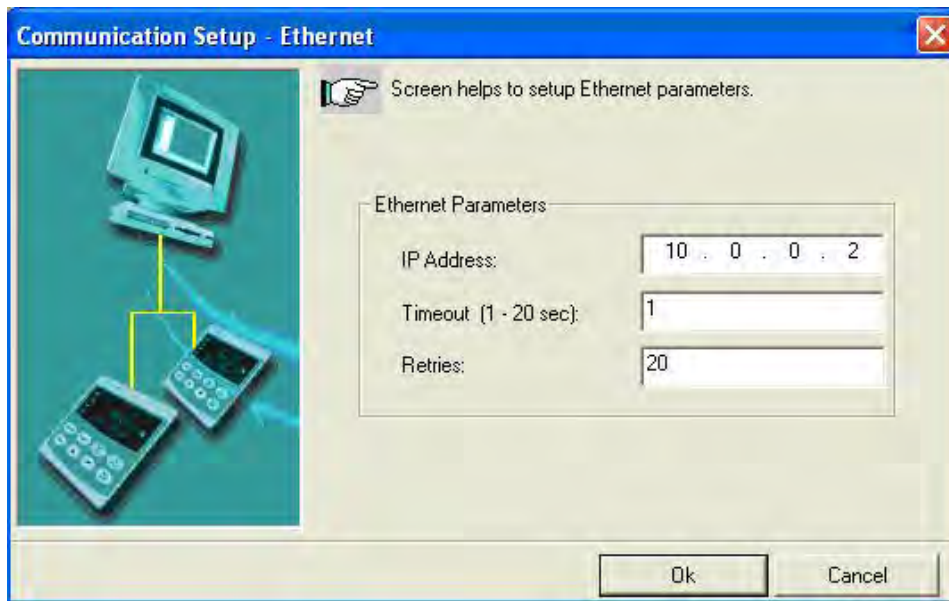 Communication Setup - Ethernet
Screen helps to setup Ethernet parameters.
Ethernet Parameters
IP Address: 10 . 0 . 0 . 2
Timeout (1 - 20 sec): 1
Retries: 20
Ok Cancel